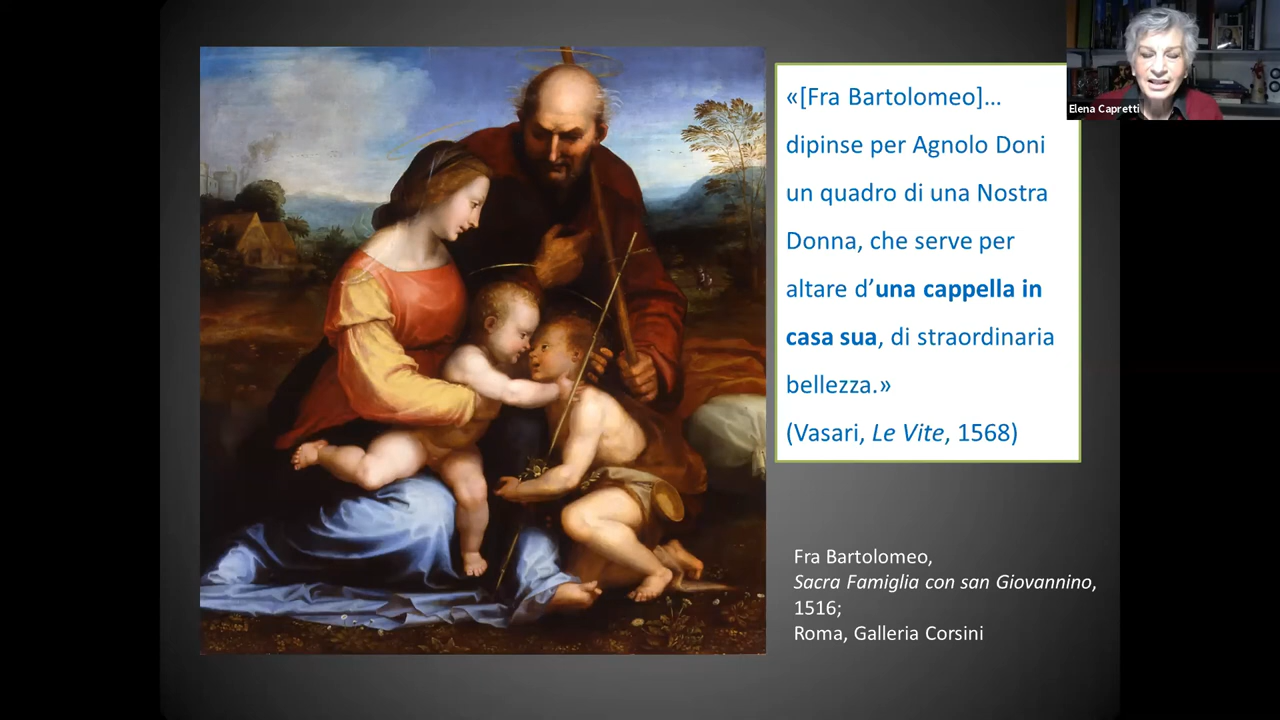 «[Fra Bartolomeo]…
dipinse per Agnolo Doni
un quadro di una Nostra
Donna, che serve per
altare d’una cappella in
casa sua, di straordinaria
bellezza.»
(Vasari, Le Vite, 1568)
Elena Capretti
Fra Bartolomeo,
Sacra Famiglia con san Giovannino,
1516;
Roma, Galleria Corsini